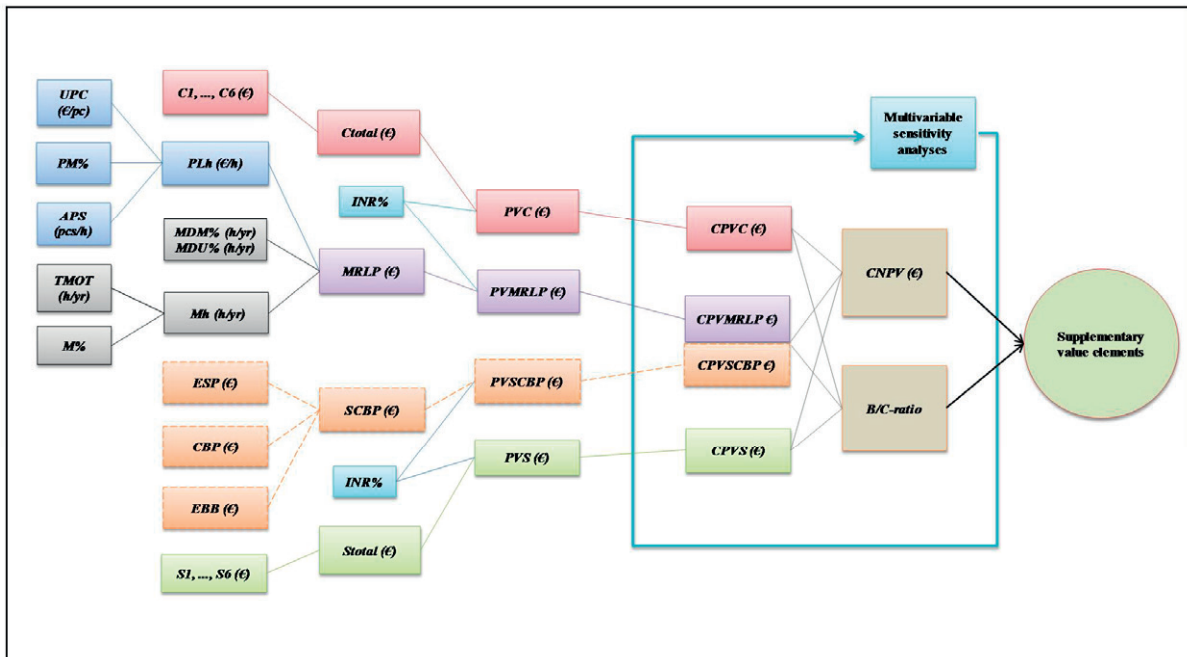 UPC
(€/pc)
PM%
APS
(pcs/h)
TMOT
(h/yr)
M%
C1, ..., C6 (€)
PLh (€/h)
MDM% (h/yr)
MDU% (h/yr)
Mh (h/yr)
ESP (€)
CBP (€)
EBB (€)
S1, ..., S6 (€)
Ctotal (€)
INR%
MRLP (€)
SCBP (€)
INR%
Stotal (€)
PVC (€)
PVMRLP (€)
PVSCBP (€)
PVS (€)
CPVC (€)
CPVMRLP €)
CPVSCBP (€)
CPVS (€)
Multivariable
sensitivity
analyses
CNPV (€)
B/C-ratio
Supplementary
value elements